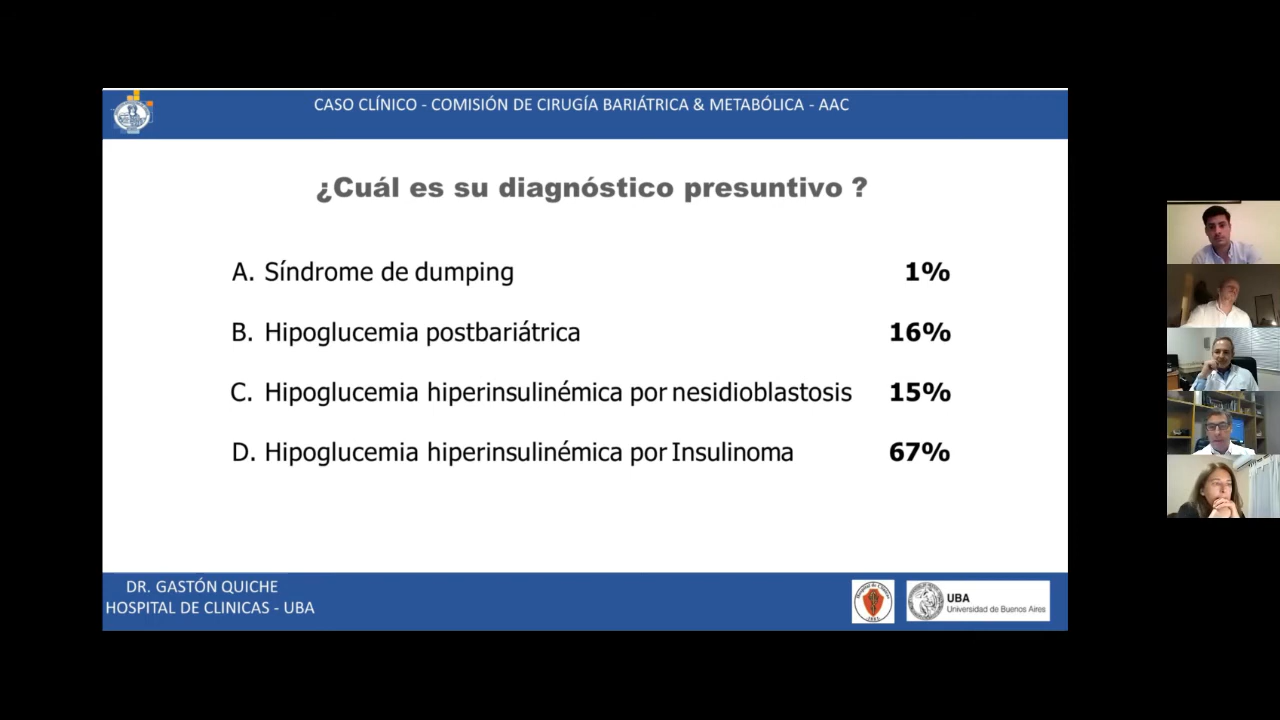 CASO CLÍNICO - COMISIÓN DE CIRUGÍA BARIÁTRICA & METABÓLICA - AAC
¿Cuál es su diagnóstico presuntivo ?
A. Síndrome de dumping 1%
B. Hipoglucemia postbariátrica 16%
C. Hipoglucemia hiperinsulinémica por nesidioblastosis 15%
D. Hipoglucemia hiperinsulinémica por Insulinoma 67%
DR. GASTÓN QUICHE
HOSPITAL DE CLINICAS - UBA
UBA
Universidad de Buenos Aires